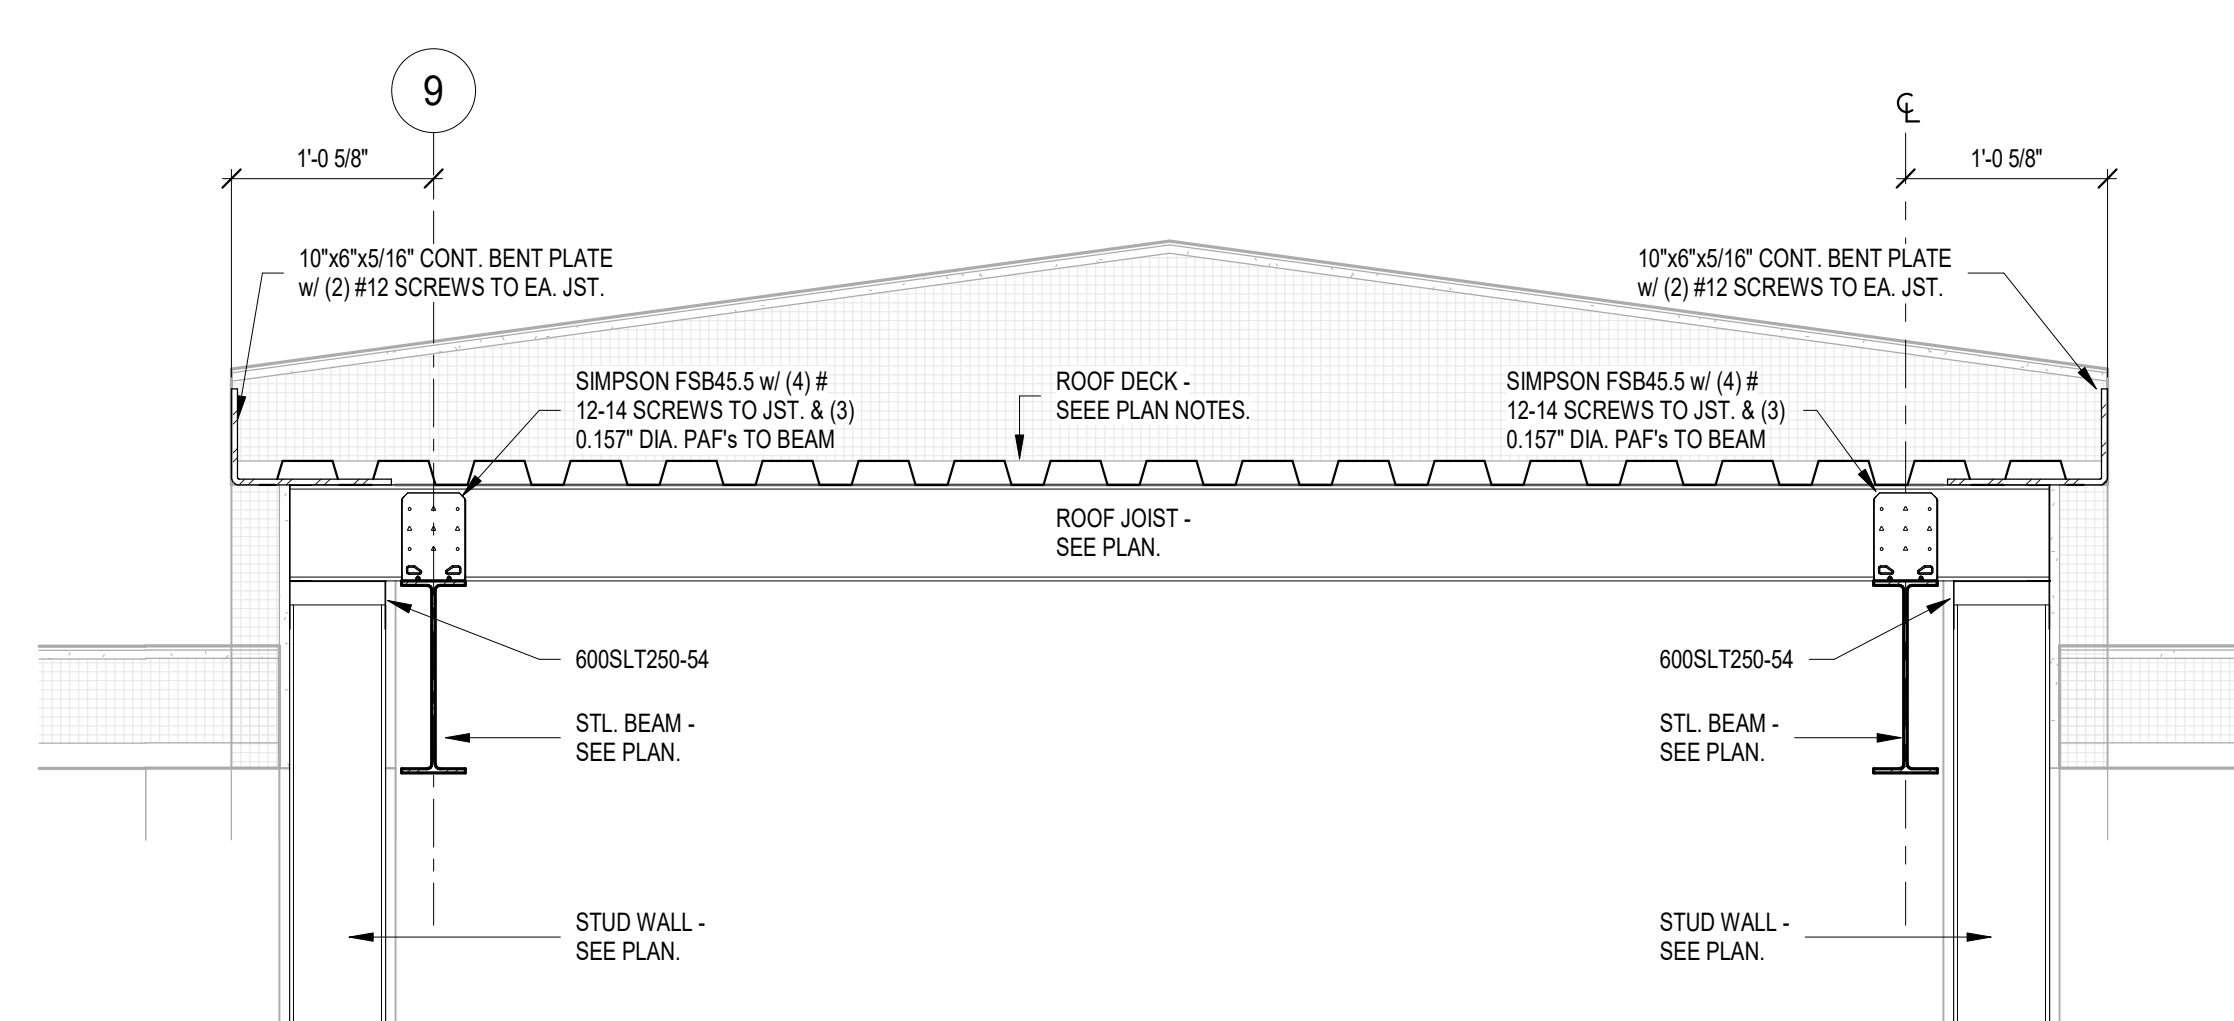 9
℄
1'-0 5/8"
1'-0 5/8"
10"x6"x5/16" CONT. BENT PLATE
w/ (2) #12 SCREWS TO EA. JST.
10"x6"x5/16" CONT. BENT PLATE
w/ (2) #12 SCREWS TO EA. JST.
SIMPSON FSB45.5 w/ (4) #
12-14 SCREWS TO JST. & (3)
0.157" DIA. PAF's TO BEAM
ROOF DECK -
SEEE PLAN NOTES.
SIMPSON FSB45.5 w/ (4) #
12-14 SCREWS TO JST. & (3)
0.157" DIA. PAF's TO BEAM
ROOF JOIST -
SEE PLAN.
600SLT250-54
600SLT250-54
STL. BEAM -
SEE PLAN.
STL. BEAM -
SEE PLAN.
STUD WALL -
SEE PLAN.
STUD WALL -
SEE PLAN.